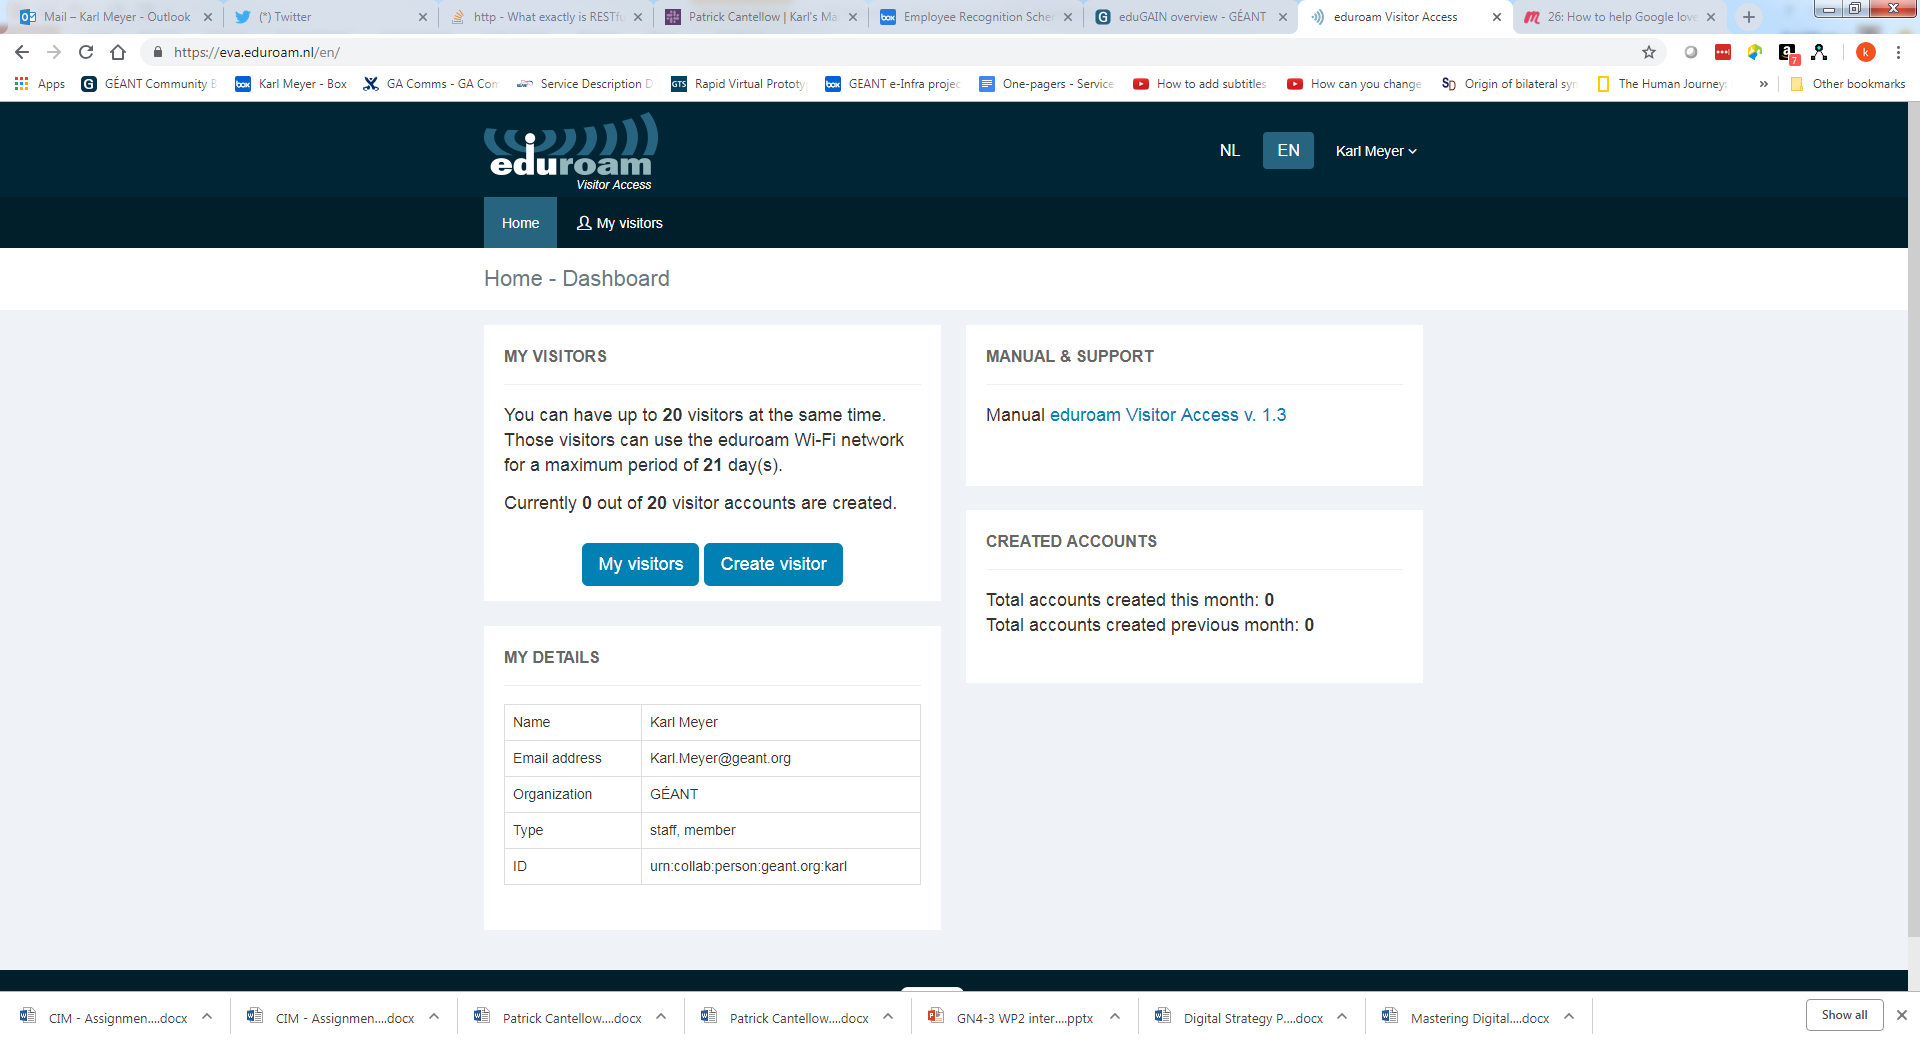 Mail – Karl Meyer - Outlook
(*) Twitter
http - What exactly is RESTfu
Patrick Cantellow | Karl's Ma
box Employee Recognition Scher
G eduGAIN overview - GÉANT
eduroam Visitor Access
26: How to help Google love
https://eva.eduroam.nl/en/
7
k
Apps
G GÉANT Community B
box Karl Meyer - Box
GA Comms - GA Com
Service Description D
GTS Rapid Virtual Prototy
box GEANT e-Infra projec
One-pagers - Service
How to add subtitles
How can you change
SD Origin of bilateral syn
The Human Journey:
»
Other bookmarks
eduroam
Visitor Access
NL
EN
Karl Meyer
Home
My visitors
Home - Dashboard
MY VISITORS
You can have up to 20 visitors at the same time.
Those visitors can use the eduroam Wi-Fi network
for a maximum period of 21 day(s).
Currently 0 out of 20 visitor accounts are created.
My visitors
Create visitor
MY DETAILS
Name Karl Meyer
Email address Karl.Meyer@geant.org
Organization GÉANT
Type staff, member
ID urn:collab:person:geant.org:karl
MANUAL & SUPPORT
Manual eduroam Visitor Access v. 1.3
CREATED ACCOUNTS
Total accounts created this month: 0
Total accounts created previous month: 0
CIM - Assignmen....docx
CIM - Assignmen....docx
Patrick Cantellow....docx
Patrick Cantellow....docx
GN4-3 WP2 inter....pptx
Digital Strategy P....docx
Mastering Digital....docx
Show all